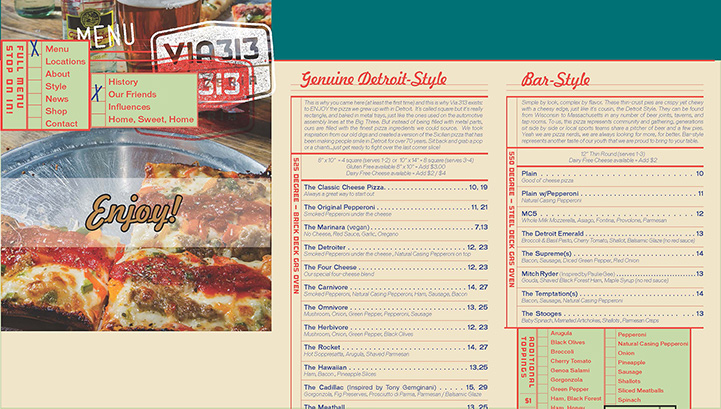 MENU
VIA 313
313
FULL MENU
STOP ON IN!
X Menu
Locations
About
Style
News
Shop
Contact
History
X Our Friends
Influences
Home, Sweet, Home
Enjoy!
Genuine Detroit-Style
This is why you came here (at least the first time) and this is why Via 313 exists:
to ENJOY the pizza we grew up with in Detroit. It's called square but it's really
rectangle, and baked in metal trays, just like the ones used on the automotive
assembly lines at the Big Three. But instead of being filled with metal parts,
ours are filled with the finest pizza ingredients we could source. We took
inspiration from our old digs and created a version of the Sicilian pizza that has
been making people smile in Detroit for over 70 years. Sit back and grab a pop
or a chianti...just get ready to fight over the last corner slice!
8" x 10" • 4 square (serves 1-2) or 10" x 14" • 8 square (serves 3-4)
Gluten Free available 8" x 10" • Add $3.00
Dairy Free Cheese available • Add $2 / $4
525 DEGREE – BRICK DECK GAS OVEN
The Classic Cheese Pizza 10, 19
Always a great way to start out
The Original Pepperoni 11, 21
Smoked Pepperoni under the cheese
The Marinara (vegan) 7,13
No Cheese, Red Sauce, Garlic, Oregano
The Detroiter 12, 23
Smoked Pepperoni under the cheese, Natural Casing Pepperoni on top
The Four Cheese 12, 23
Our special four cheese blend
The Carnivore 14, 27
Smoked Pepperoni, Natural Casing Pepperoni, Ham, Sausage, Bacon
The Omnivore 13, 25
Mushroom, Onion, Green Pepper, Pepperoni, Sausage
The Herbivore 12, 23
Mushroom, Onion, Green Pepper, Black Olives
The Rocket 14, 27
Hot Soppresatta, Arugula, Shaved Parmesan
The Hawaiian 13,25
Ham, Bacon, Pineapple Slices
The Cadillac (Inspired by Tony Gemignani) 15, 29
Gorgonzola, Fig Preserves, Prosciutto di Parma, Parmesan / Balsamic Glaze
The Meatball 13, 25
Bar-Style
Simple by look, complex by flavor. These thin-crust pies are crispy yet chewy
with a cheesy edge, just like it's cousin, the Detroit Style. They can be found
from Wisconsin to Massachusetts in any number of beer joints, taverns, and
tap rooms. To us, this pizza represents community and gathering, generations
sit side by side or local sports teams share a pitcher of beer and a few pies.
Yeah we are pizza nerds, we are always looking for more, for better. Bar-style
represents another taste of our youth that we are proud to bring to your table.
12" Thin Round (serves 1-3)
Dairy Free Cheese available • Add $2
550 DEGREE – STEEL DECK GAS OVEN
Plain 10
Good ol' cheese pizza
Plain w/Pepperoni 11
Natural Casing Pepperoni
MC5 12
Whole Milk Mozzarella, Asiago, Fontina, Provolone, Parmesan
The Detroit Emerald 13
Broccoli & Basil Pesto, Cherry Tomato, Shallot, Balsamic Glaze (no red sauce)
The Supreme(s) 14
Bacon, Sausage, Diced Green Pepper, Red Onion
Mitch Ryder (Inspired by Paulie Gee) 13
Gouda, Shaved Black Forest Ham, Maple Syrup (no red sauce)
The Temptation(s) 14
Bacon, Sausage, Natural Casing Pepperoni
The Stooges 13
Baby Spinach, Marinated Artichokes, Shallots, Parmesan Crisps
ADDITIONAL
TOPPINGS
$1
Arugula
Black Olives
Broccoli
Cherry Tomato
Genoa Salami
Gorgonzola
Green Pepper
Ham, Black Forest
Ham, Honey
Pepperoni
Natural Casing Pepperoni
Onion
Pineapple
Sausage
Shallots
Sliced Meatballs
Spinach